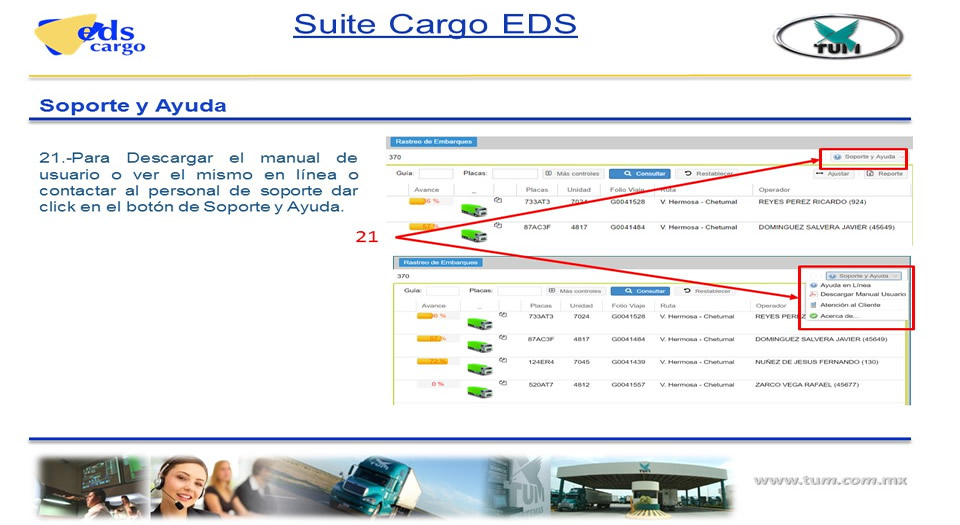 eds
cargo
Suite Cargo EDS
TUM
Soporte y Ayuda
21.-Para Descargar el manual de
usuario o ver el mismo en línea o
contactar al personal de soporte dar
click en el botón de Soporte y Ayuda.
21
Rastreo de Embarques
370
Soporte y Ayuda
Guía: Placas: Más controles Consultar Restablecer Ajustar Reporte
Avance ... Placas Unidad Folio Viaje Ruta Operador
36 % 733AT3 7024 G0041528 V. Hermosa - Chetumal REYES PEREZ RICARDO (924)
87AC3F 4817 G0041484 V. Hermosa - Chetumal DOMINGUEZ SALVERA JAVIER (45649)
Rastreo de Embarques
370
Soporte y Ayuda
Guía: Placas: Más controles Consultar Restablecer
Ayuda en Línea
Descargar Manual Usuario
Atención al Cliente
Acerca de...
Avance ... Placas Unidad Folio Viaje Ruta Operador
733AT3 7024 G0041528 V. Hermosa - Chetumal REYES PEREZ
87AC3F 4817 G0041484 V. Hermosa - Chetumal DOMINGUEZ SALVERA JAVIER (45649)
72 % 124ER4 7045 G0041439 V. Hermosa - Chetumal NUÑEZ DE JESUS FERNANDO (130)
0 % 520AT7 4812 G0041557 V. Hermosa - Chetumal ZARCO VEGA RAFAEL (45677)
TUM
www.tum.com.mx